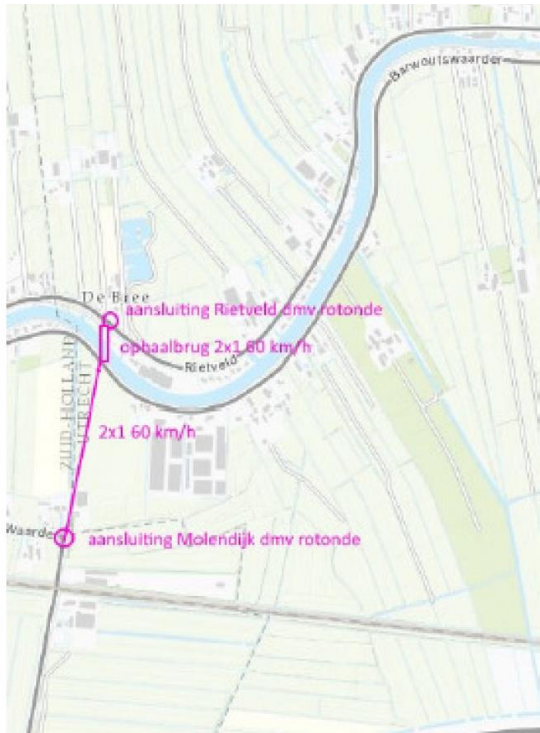 Barwoutswaarder
De Bree
aansluiting Rietveld dmv rotonde
ophaalbrug 2x1 60 km/h
Rietveld
ZUID-HOLLAND
UTRECHT
2x1 60 km/h
Waarder
aansluiting Molendijk dmv rotonde